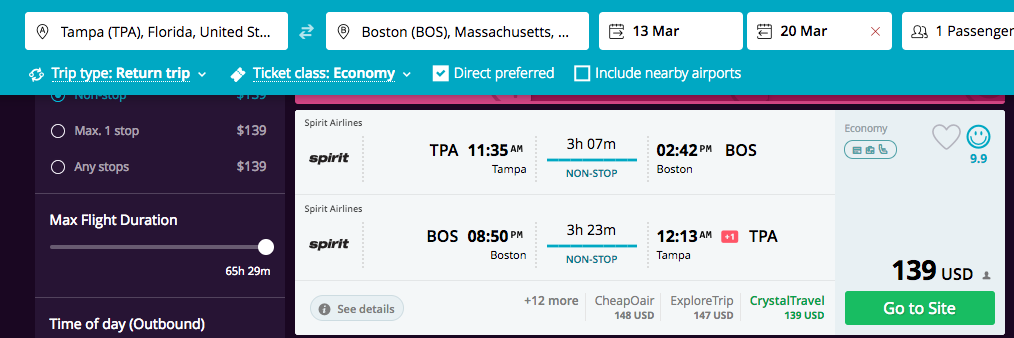 A Tampa (TPA), Florida, United St... B Boston (BOS), Massachusetts, ... 13 Mar 20 Mar 1 Passenger
Trip type: Return trip Ticket class: Economy Direct preferred Include nearby airports
Non-stop $139
Max. 1 stop $139
Any stops $139
Max Flight Duration
65h 29m
Time of day (Outbound)
Spirit Airlines
spirit TPA 11:35 AM 3h 07m 02:42 PM BOS
Tampa NON-STOP Boston
Spirit Airlines
spirit BOS 08:50 PM 3h 23m 12:13 AM +1 TPA
Boston NON-STOP Tampa
i See details +12 more CheapOair ExploreTrip CrystalTravel
148 USD 147 USD 139 USD
Economy
9.9
139 USD
Go to Site